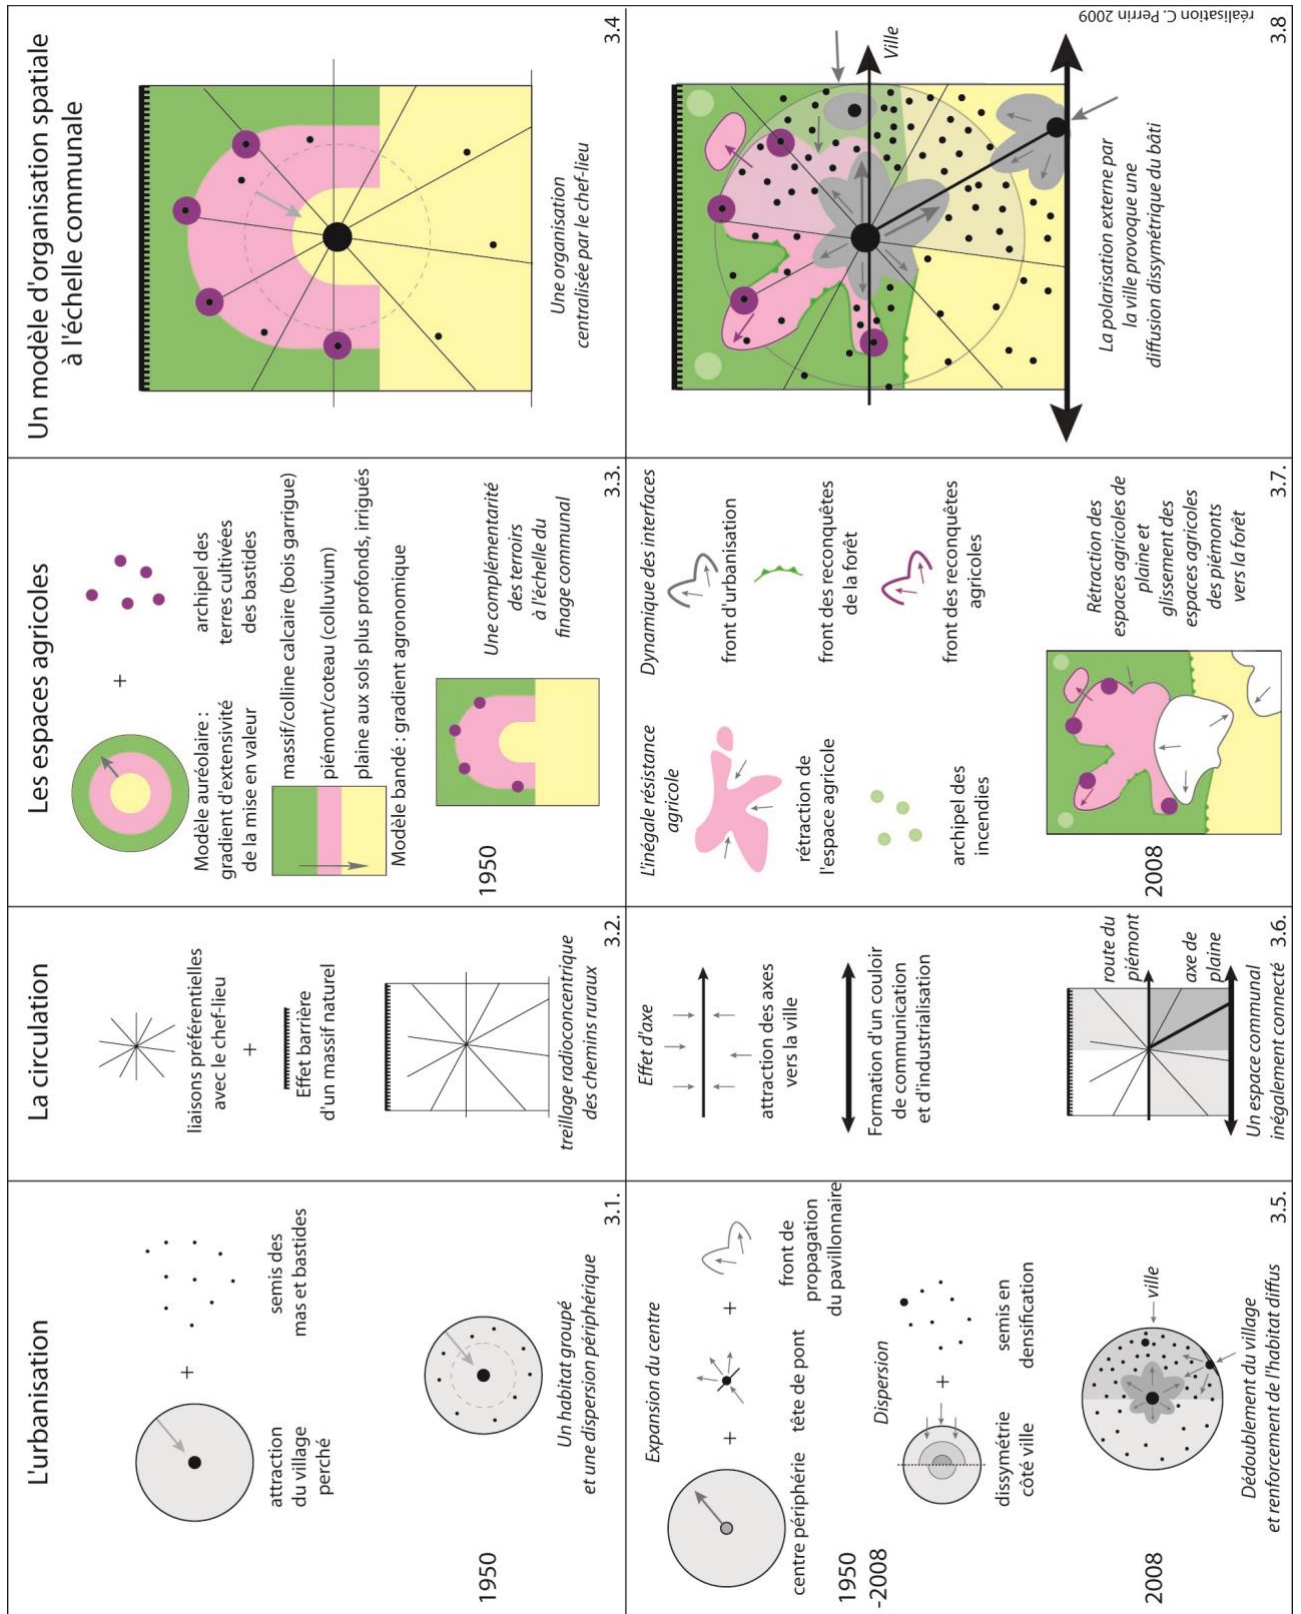 L'urbanisation
attraction
du village
perché
+
semis des
mas et bastides
1950
Un habitat groupé
et une dispersion périphérique
3.1.
La circulation
liaisons préférentielles
avec le chef-lieu
+
Effet barrière
d'un massif naturel
treillage radioconcentrique
des chemins ruraux
3.2.
Les espaces agricoles
Modèle auréolaire :
gradient d'extensivité
de la mise en valeur
+
archipel des
terres cultivées
des bastides
massif/colline calcaire (bois garrigue)
piémont/coteau (colluvium)
plaine aux sols plus profonds, irrigués
Modèle bandé : gradient agronomique
1950
Une complémentarité
des terroirs
à l'échelle du
finage communal
3.3.
Un modèle d'organisation spatiale
à l'échelle communale
Une organisation
centralisée par le chef-lieu
3.4
Expansion du centre
centre périphérie
+
tête de pont
+
front de
propagation
du pavillonnaire
1950
-2008
Dispersion
dissymétrie
côté ville
+
semis en
densification
2008
ville
Dédoublement du village
et renforcement de l'habitat diffus
3.5.
Effet d'axe
attraction des axes
vers la ville
Formation d'un couloir
de communication
et d'industrialisation
route du
piémont
axe de
plaine
Un espace communal
inégalement connecté
3.6.
L'inégale résistance
agricole
rétraction de
l'espace agricole
archipel des
incendies
Dynamique des interfaces
front d'urbanisation
front des reconquêtes
de la forêt
front des reconquêtes
agricoles
2008
Rétraction des
espaces agricoles de
plaine et
glissement des
espaces agricoles
des piémonts
vers la forêt
3.7.
Ville
La polarisation externe par
la ville provoque une
diffusion dissymétrique du bâti
3.8
réalisation C. Perrin 2009